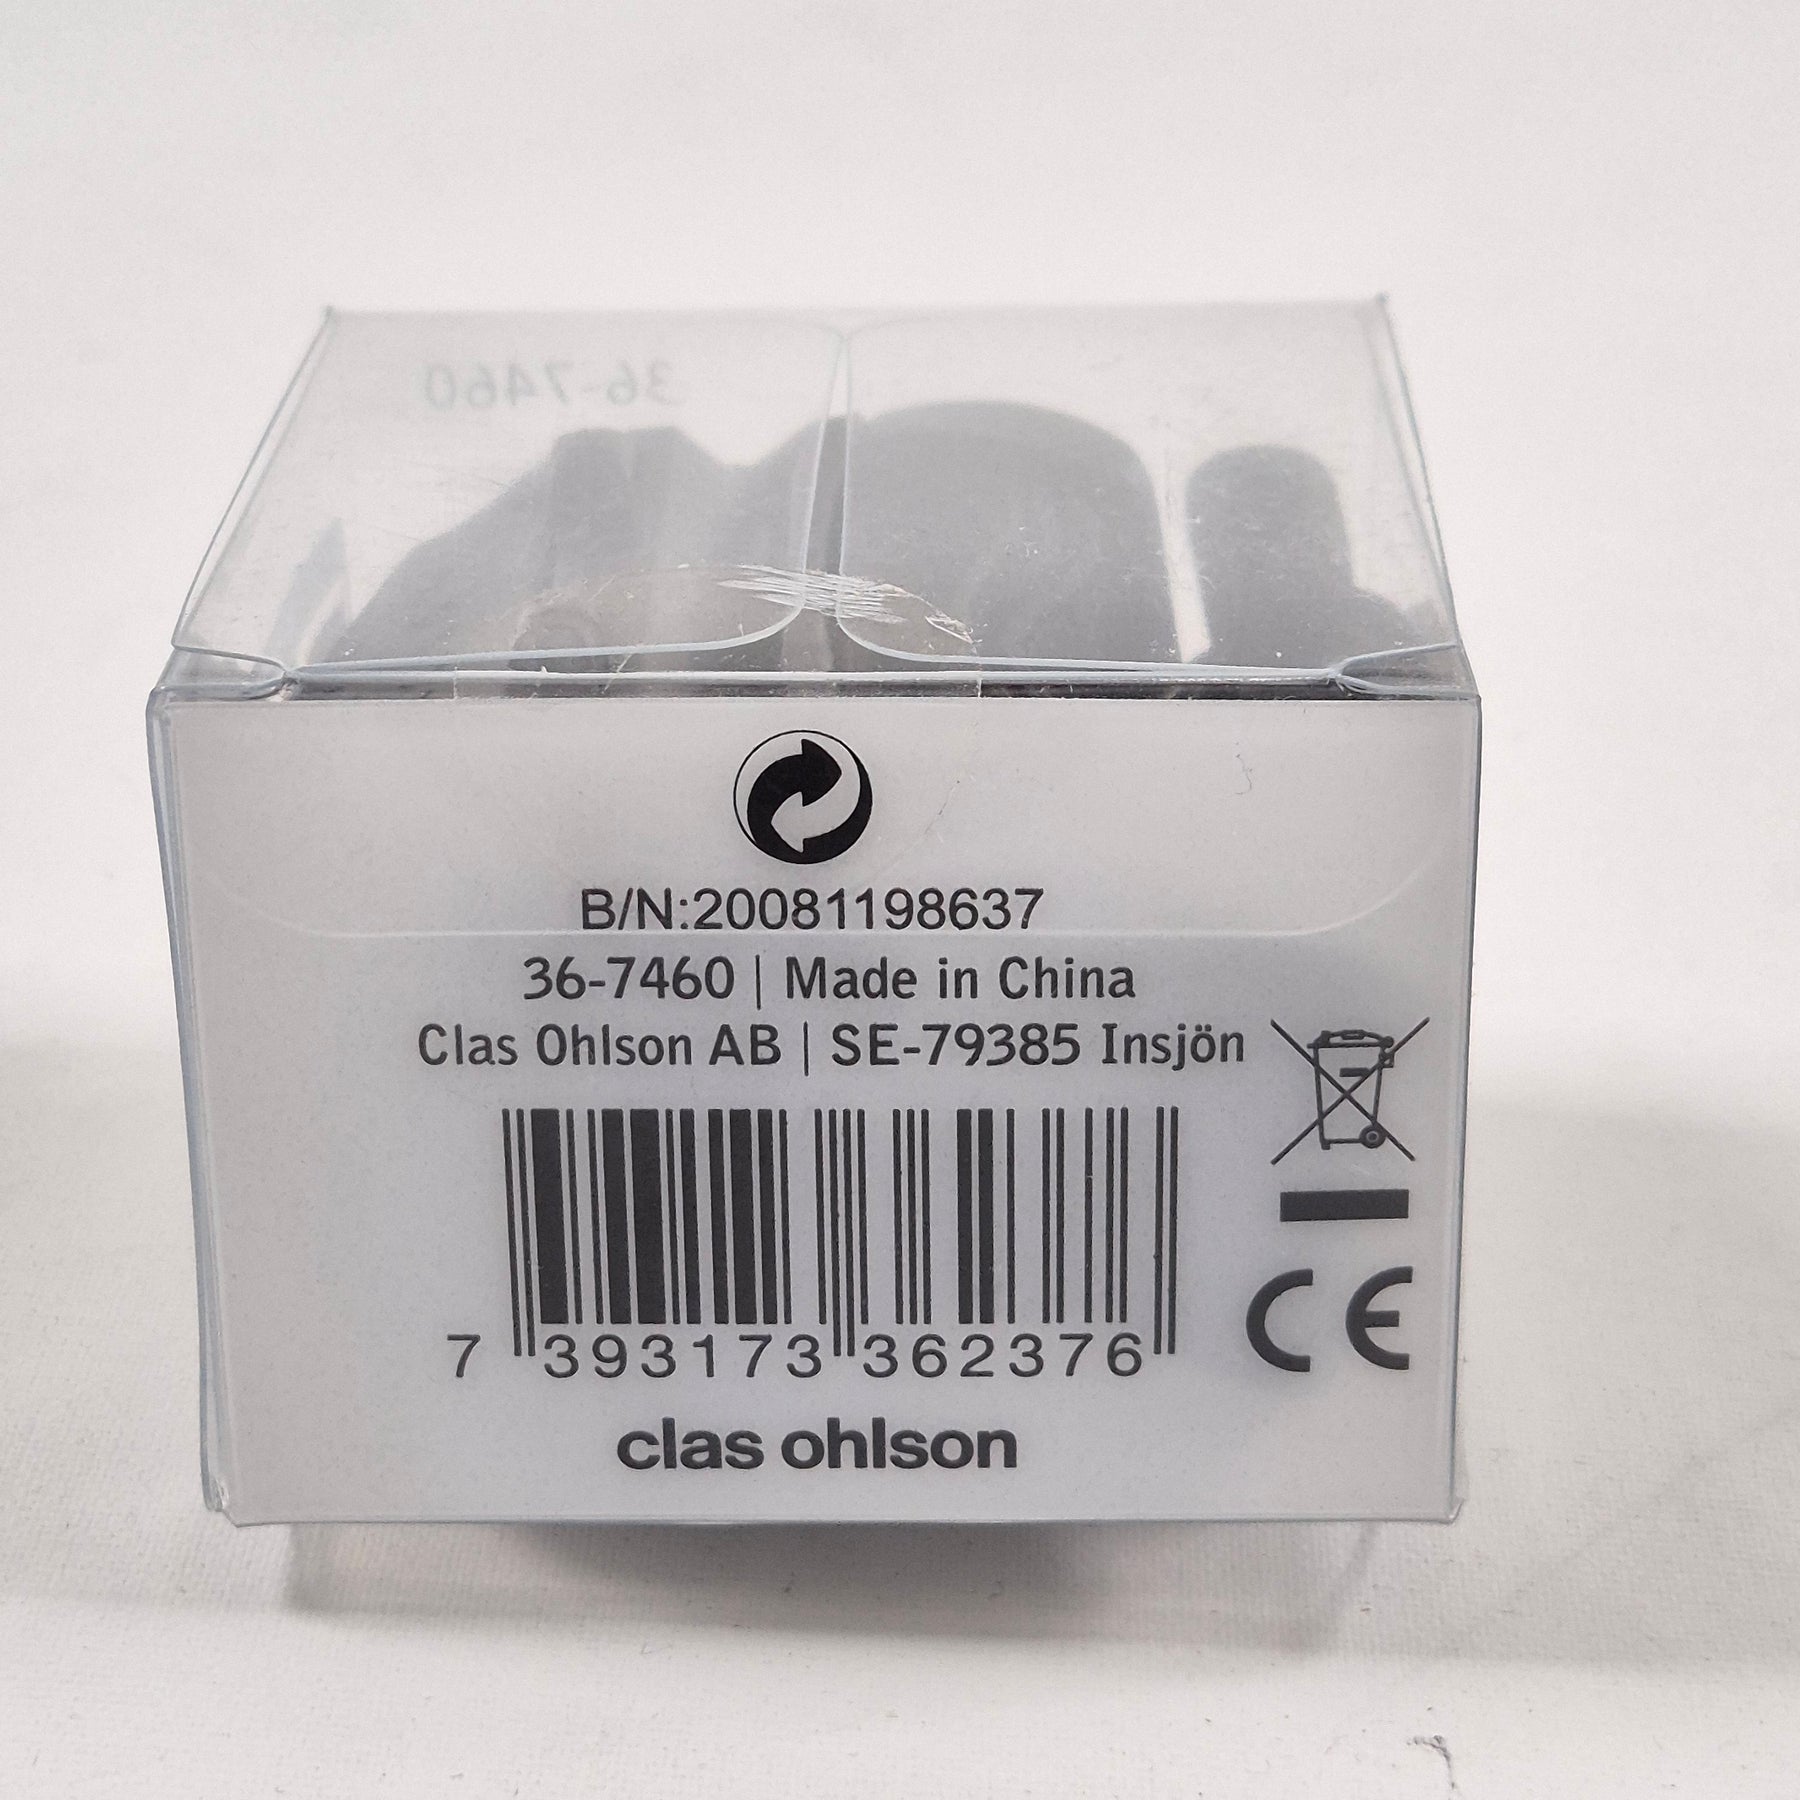 36-7460
B/N:20081198637
36-7460 | Made in China
Clas Ohlson AB | SE-79385 Insjön
7 393173 362376
clas ohlson
CE